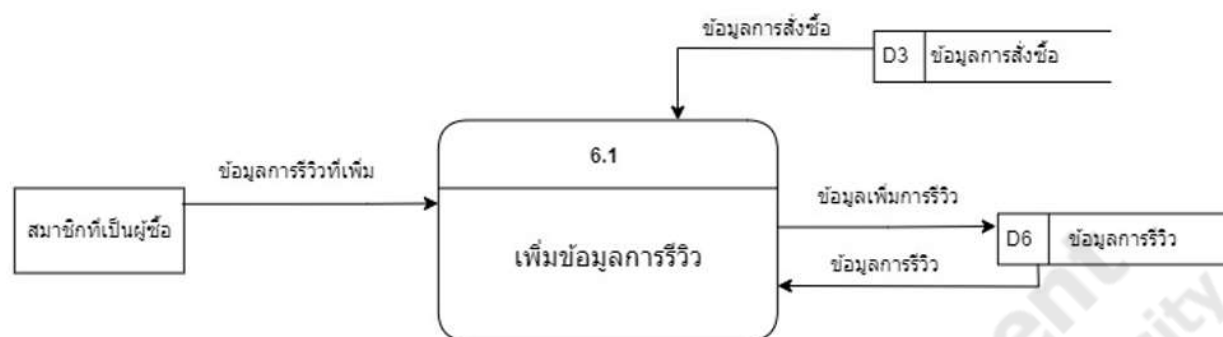 ข้อมูลการสั่งซื้อ
D3 ข้อมูลการสั่งซื้อ
6.1
ข้อมูลการรีวิวที่เพิ่ม
ข้อมูลเพิ่มการรีวิว
สมาชิกที่เป็นผู้ซื้อ
เพิ่มข้อมูลการรีวิว
D6 ข้อมูลการรีวิว
ข้อมูลการรีวิว